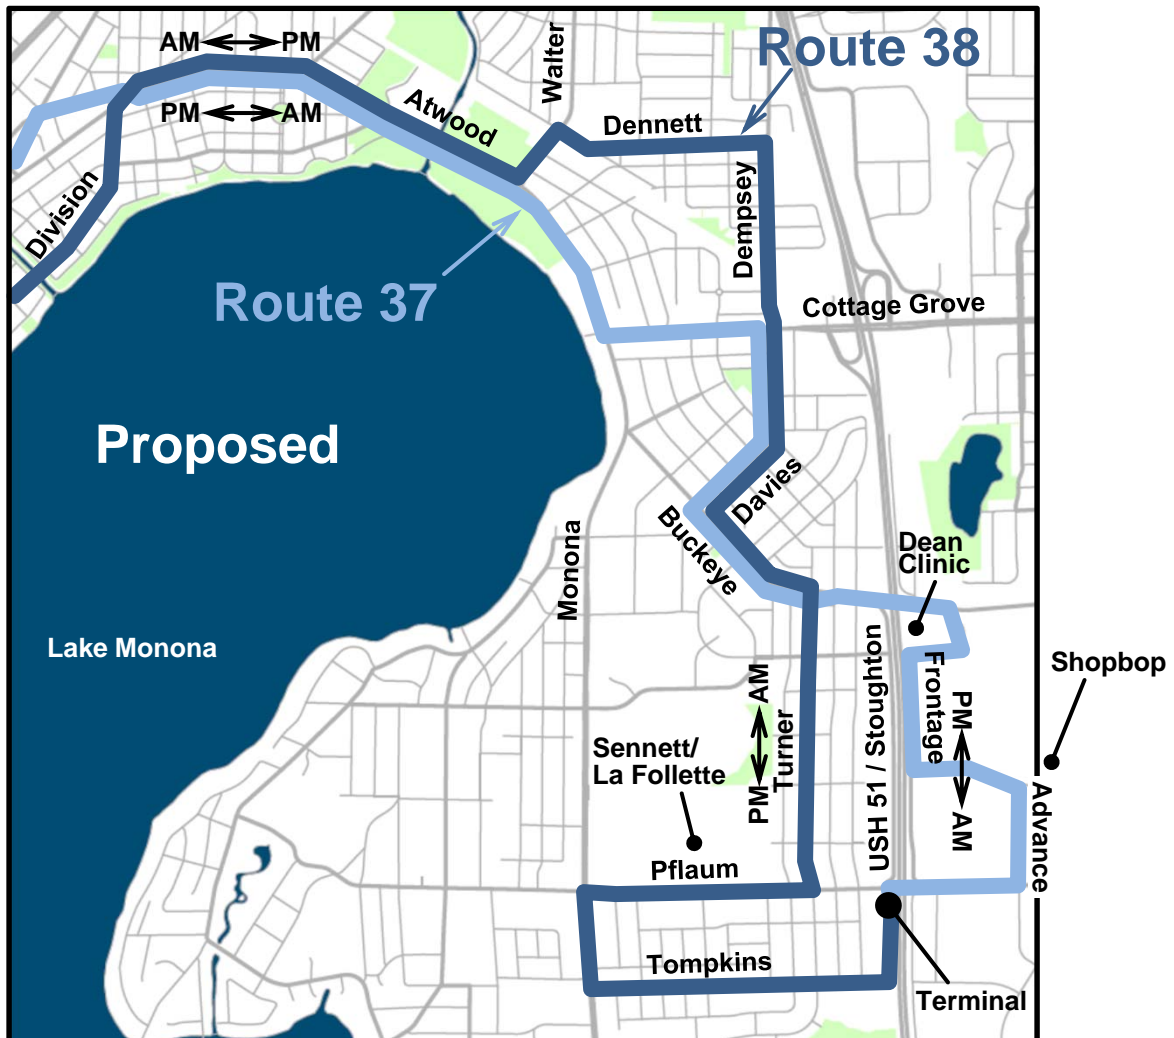 AM PM
PM AM
Walter
Route 38
Atwood
Dennett
Division
Dempsey
Route 37
Cottage Grove
Proposed
Davies
Buckeye
Monona
Dean
Clinic
Lake Monona
Shopbop
USH 51 / Stoughton
Frontage
PM AM
PM AM
Turner
Sennett/
La Follette
Advance
Pflaum
Tompkins
Terminal